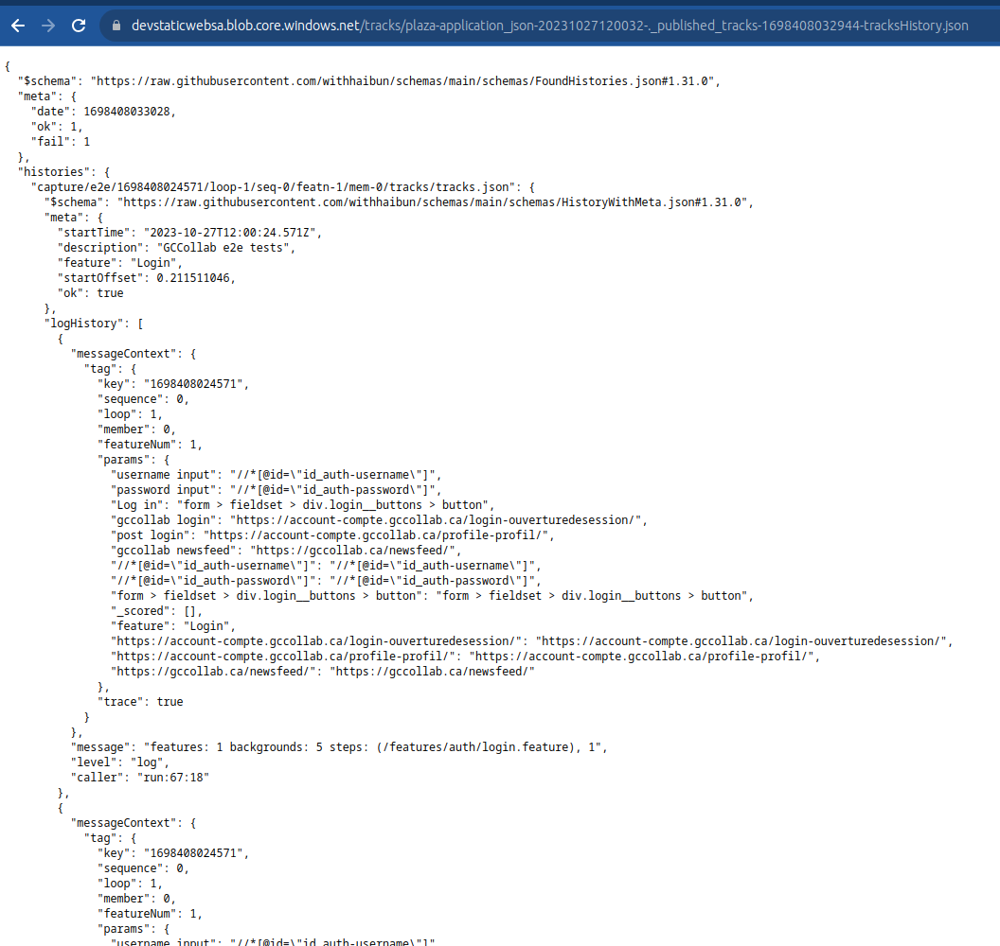 devstaticwebsa.blob.core.windows.net/tracks/plaza-application_json-20231027120032-._published_tracks-1698408032944-tracksHistory.json
{
  "$schema": "https://raw.githubusercontent.com/withhaibun/schemas/main/schemas/FoundHistories.json#1.31.0",
  "meta": {
    "date": 1698408033028,
    "ok": 1,
    "fail": 1
  },
  "histories": {
    "capture/e2e/1698408024571/loop-1/seq-0/featn-1/mem-0/tracks/tracks.json": {
      "$schema": "https://raw.githubusercontent.com/withhaibun/schemas/main/schemas/HistoryWithMeta.json#1.31.0",
      "meta": {
        "startTime": "2023-10-27T12:00:24.571Z",
        "description": "GCCollab e2e tests",
        "feature": "Login",
        "startOffset": 0.211511046,
        "ok": true
      },
      "logHistory": [
        {
          "messageContext": {
            "tag": {
              "key": "1698408024571",
              "sequence": 0,
              "loop": 1,
              "member": 0,
              "featureNum": 1,
              "params": {
                "username input": "//*[@id=\"id_auth-username\"]",
                "password input": "//*[@id=\"id_auth-password\"]",
                "Log in": "form > fieldset > div.login__buttons > button",
                "gccollab login": "https://account-compte.gccollab.ca/login-ouverturedesession/",
                "post login": "https://account-compte.gccollab.ca/profile-profil/",
                "gccollab newsfeed": "https://gccollab.ca/newsfeed/",
                "//*[@id=\"id_auth-username\"]": "//*[@id=\"id_auth-username\"]",
                "//*[@id=\"id_auth-password\"]": "//*[@id=\"id_auth-password\"]",
                "form > fieldset > div.login__buttons > button": "form > fieldset > div.login__buttons > button",
                "_scored": [],
                "feature": "Login",
                "https://account-compte.gccollab.ca/login-ouverturedesession/": "https://account-compte.gccollab.ca/login-ouverturedesession/",
                "https://account-compte.gccollab.ca/profile-profil/": "https://account-compte.gccollab.ca/profile-profil/",
                "https://gccollab.ca/newsfeed/": "https://gccollab.ca/newsfeed/"
              },
              "trace": true
            }
          },
          "message": "features: 1 backgrounds: 5 steps: (/features/auth/login.feature), 1",
          "level": "log",
          "caller": "run:67:18"
        },
        {
          "messageContext": {
            "tag": {
              "key": "1698408024571",
              "sequence": 0,
              "loop": 1,
              "member": 0,
              "featureNum": 1,
              "params": {
                "username input": "//*[@id=\"id_auth-username\"]"